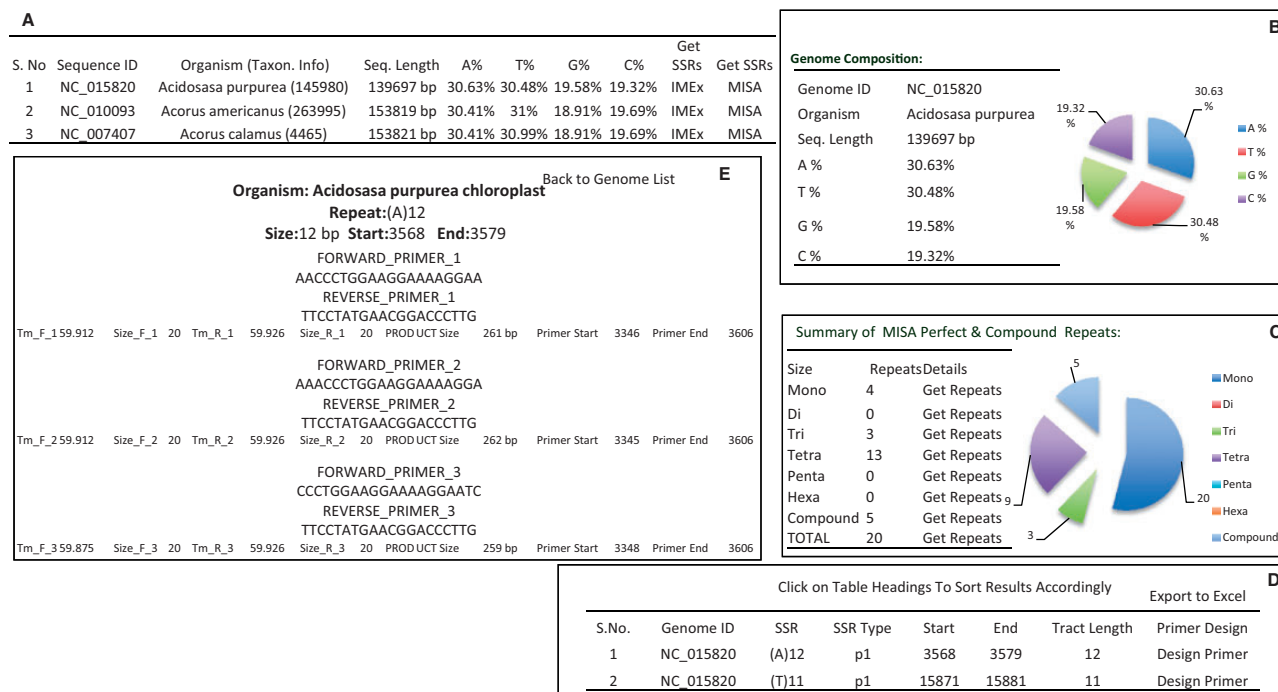 A
S. No Sequence ID Organism (Taxon. Info) Seq. Length A% T% G% C% Get SSRs Get SSRs
1 NC_015820 Acidosasa purpurea (145980) 139697 bp 30.63% 30.48% 19.58% 19.32% IMEx MISA
2 NC_010093 Acorus americanus (263995) 153819 bp 30.41% 31% 18.91% 19.69% IMEx MISA
3 NC_007407 Acorus calamus (4465) 153821 bp 30.41% 30.99% 18.91% 19.69% IMEx MISA
B
Genome Composition:
Genome ID NC_015820
Organism Acidosasa purpurea
Seq. Length 139697 bp
A % 30.63%
T % 30.48%
G % 19.58%
C % 19.32%
30.63 %
30.48 %
19.58 %
19.32 %
A %
T %
G %
C %
E
Back to Genome List
Organism: Acidosasa purpurea chloroplast
Repeat:(A)12
Size:12 bp Start:3568 End:3579
FORWARD_PRIMER_1
AACCCTGGAAGGAAAAGGAA
REVERSE_PRIMER_1
TTCCTATGAACGGACCCTTG
Tm_F_1 59.912 Size_F_1 20 Tm_R_1 59.926 Size_R_1 20 PRODUCT Size 261 bp Primer Start 3346 Primer End 3606
FORWARD_PRIMER_2
AAACCCTGGAAGGAAAAGGA
REVERSE_PRIMER_2
TTCCTATGAACGGACCCTTG
Tm_F_2 59.912 Size_F_2 20 Tm_R_2 59.926 Size_R_2 20 PRODUCT Size 262 bp Primer Start 3345 Primer End 3606
FORWARD_PRIMER_3
CCCTGGAAGGAAAAGGAATC
REVERSE_PRIMER_3
TTCCTATGAACGGACCCTTG
Tm_F_3 59.875 Size_F_3 20 Tm_R_3 59.926 Size_R_3 20 PRODUCT Size 259 bp Primer Start 3348 Primer End 3606
C
Summary of MISA Perfect & Compound Repeats:
Size Repeats Details
Mono 4 Get Repeats
Di 0 Get Repeats
Tri 3 Get Repeats
Tetra 13 Get Repeats
Penta 0 Get Repeats
Hexa 0 Get Repeats
Compound 5 Get Repeats
TOTAL 20 Get Repeats
5
20
9
3
Mono
Di
Tri
Tetra
Penta
Hexa
Compound
D
Click on Table Headings To Sort Results Accordingly
Export to Excel
S.No. Genome ID SSR SSR Type Start End Tract Length Primer Design
1 NC_015820 (A)12 p1 3568 3579 12 Design Primer
2 NC_015820 (T)11 p1 15871 15881 11 Design Primer